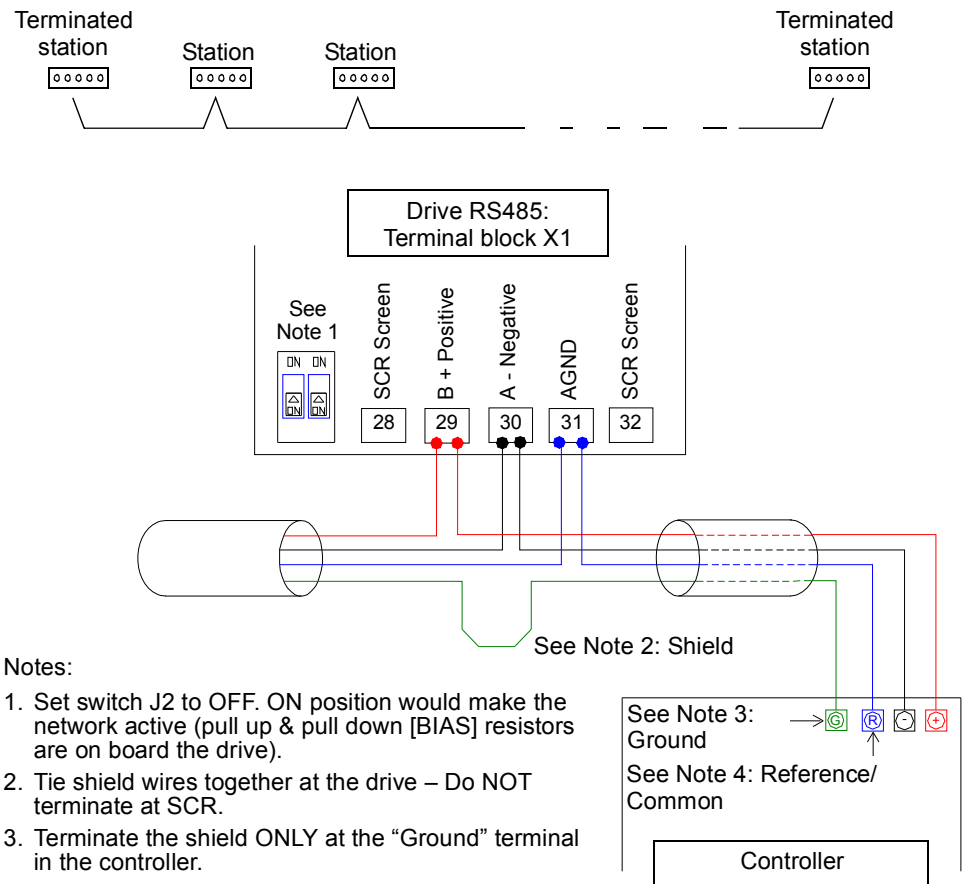 Terminated
station
Station
Station
Terminated
station
Drive RS485:
Terminal block X1
See
Note 1
ON ON
ON ON
SCR Screen
B + Positive
A - Negative
AGND
SCR Screen
28
29
30
31
32
See Note 2: Shield
Notes:
1. Set switch J2 to OFF. ON position would make the
network active (pull up & pull down [BIAS] resistors
are on board the drive).
2. Tie shield wires together at the drive – Do NOT
terminate at SCR.
3. Terminate the shield ONLY at the “Ground” terminal
in the controller.
See Note 3:
Ground
G R - +
See Note 4: Reference/
Common
Controller